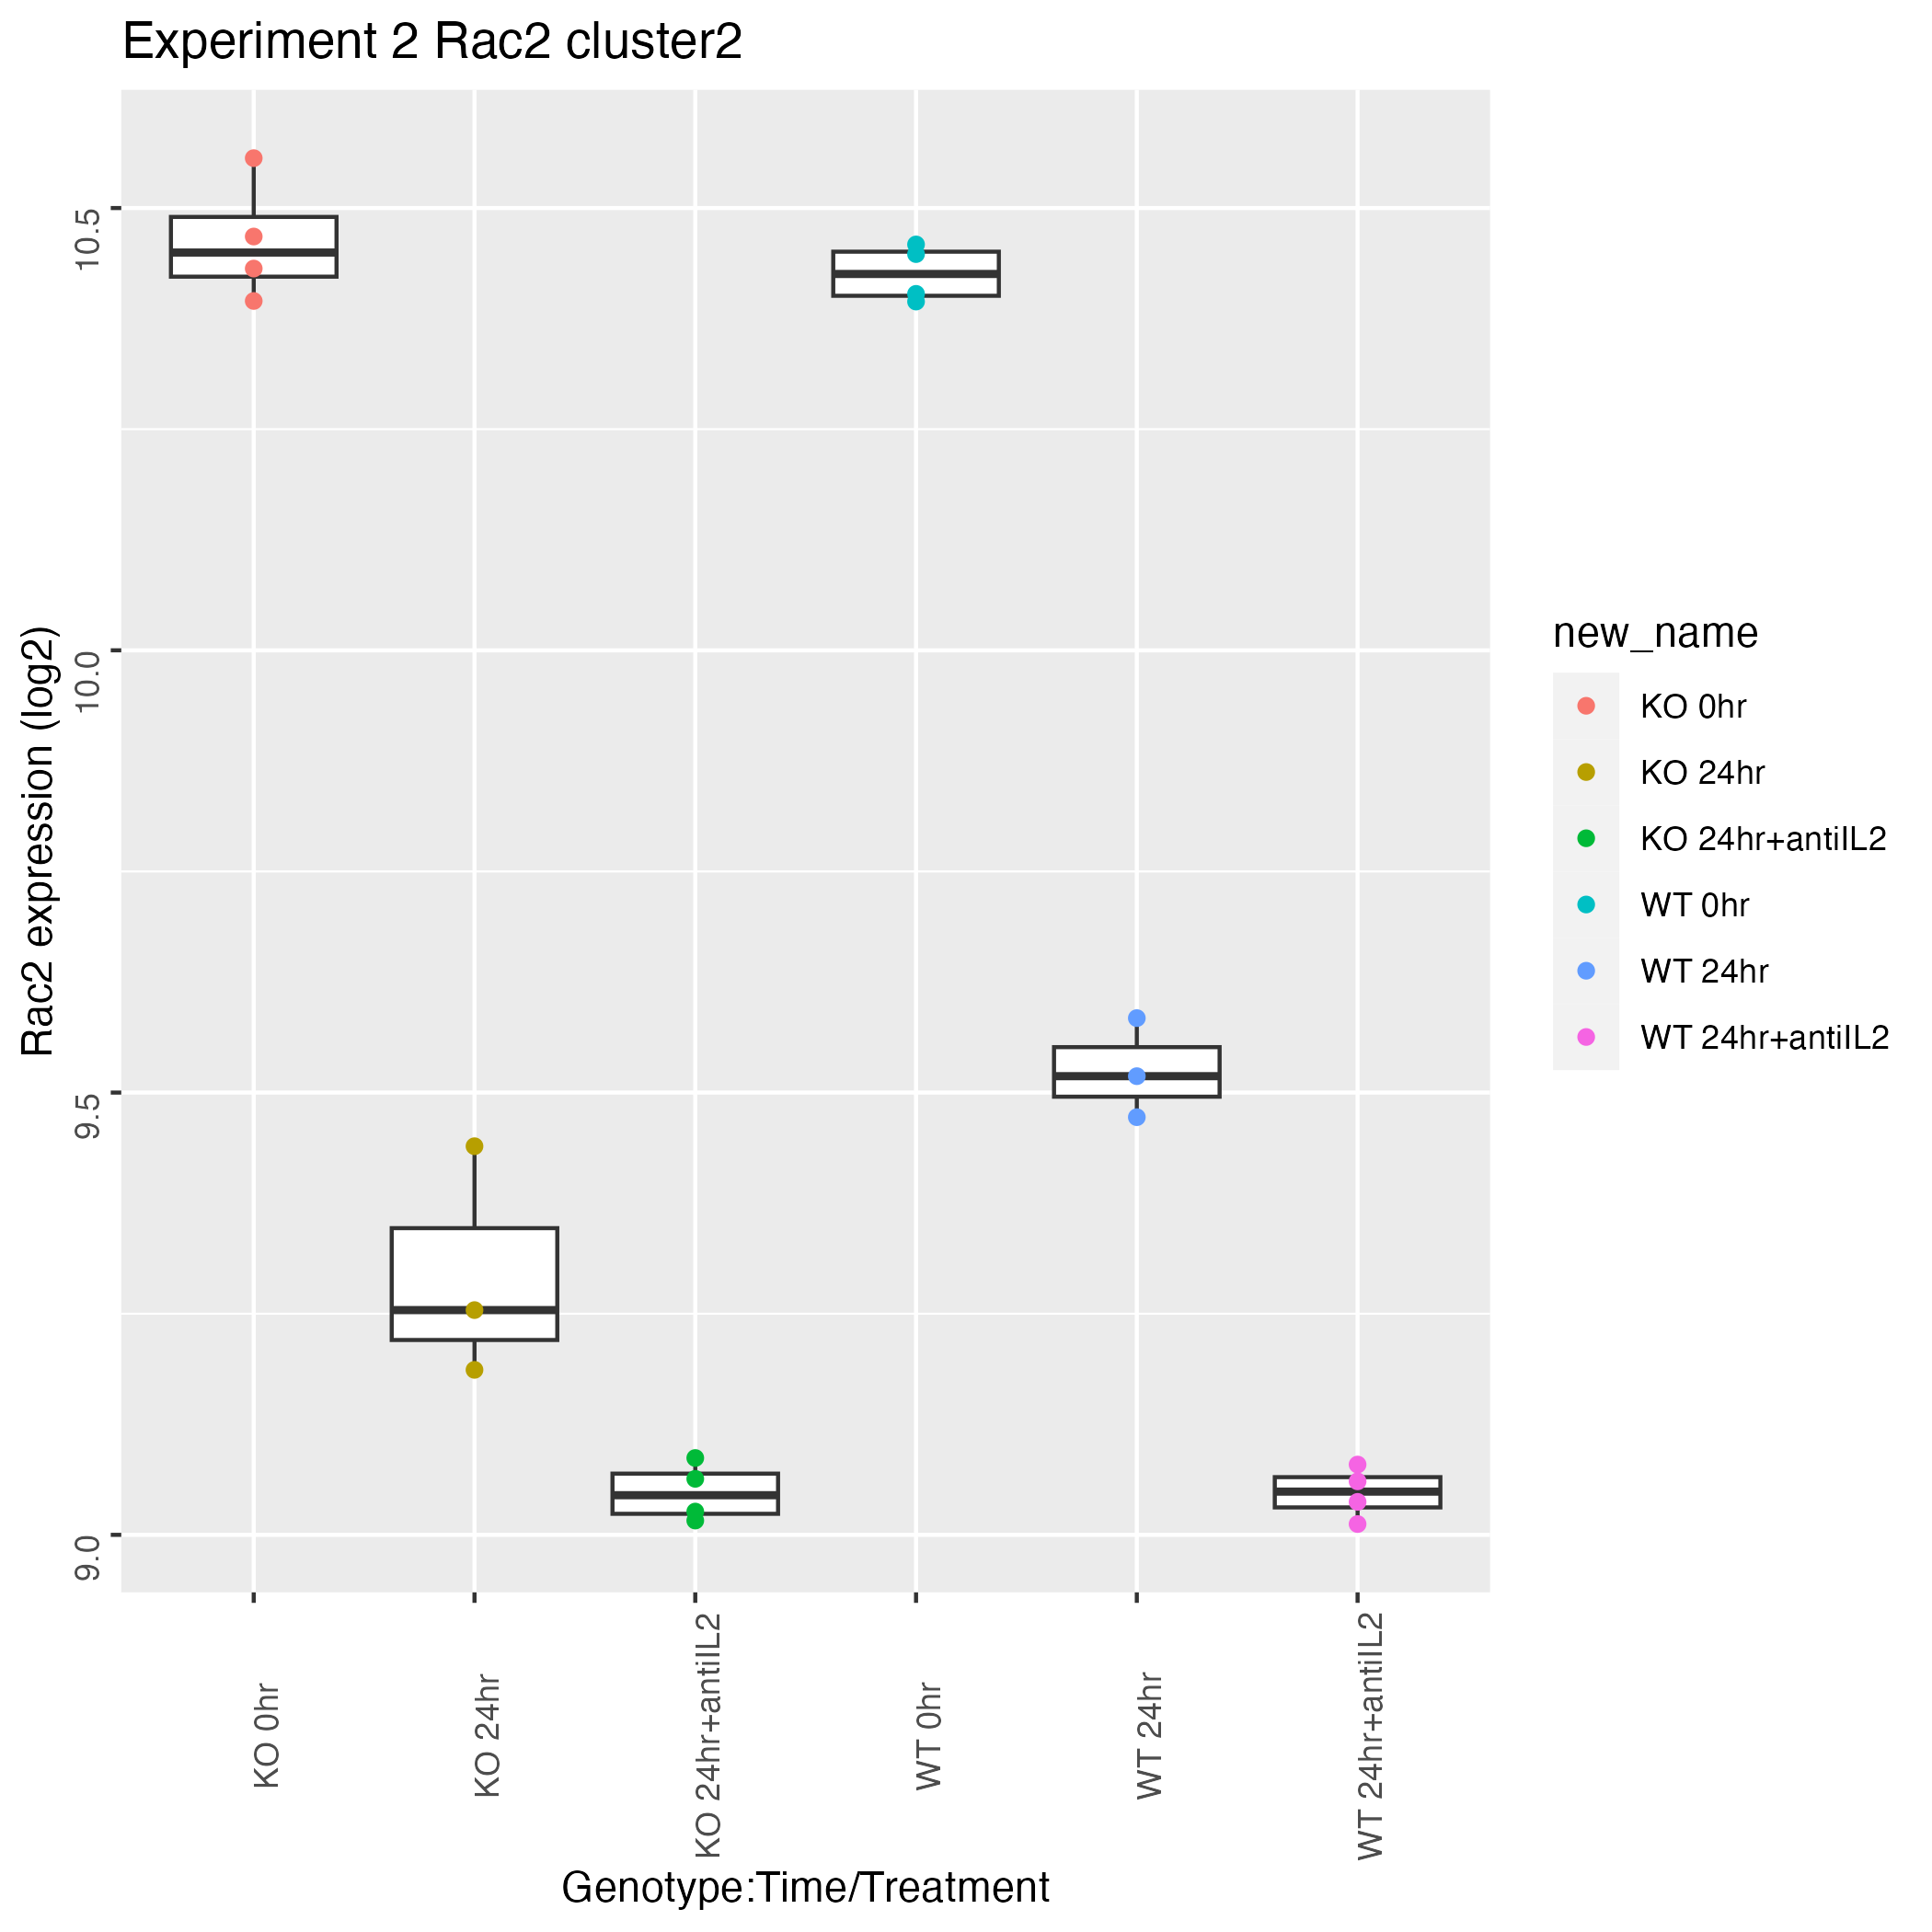 Experiment 2 Rac2 cluster2
Rac2 expression (log2)
10.5
10.0
9.5
9.0
KO 0hr
KO 24hr
KO 24hr+antiIL2
WT 0hr
WT 24hr
WT 24hr+antiIL2
Genotype:Time/Treatment
new_name
KO 0hr
KO 24hr
KO 24hr+antiIL2
WT 0hr
WT 24hr
WT 24hr+antiIL2